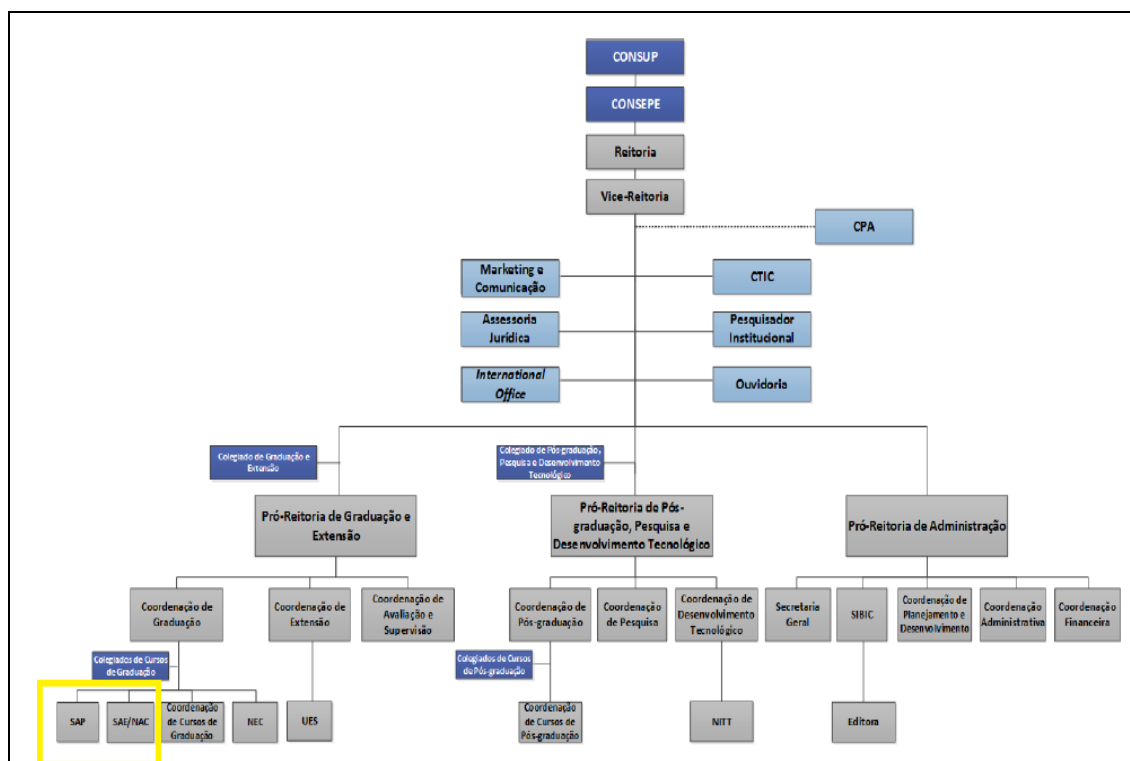 CONSUP
CONSEPE
Reitoria
Vice-Reitoria
CPA
Marketing e
Comunicação
CTIC
Assessoria
Jurídica
Pesquisador
Institucional
International
Office
Ouvidoria
Colegiado de Graduação e
Extensão
Colegiado de Pós-graduação,
Pesquisa e Desenvolvimento
Tecnológico
Pró-Reitoria de Graduação e
Extensão
Pró-Reitoria de Pós-
graduação, Pesquisa e
Desenvolvimento Tecnológico
Pró-Reitoria de Administração
Coordenação de
Graduação
Coordenação de
Extensão
Coordenação de
Avaliação e
Supervisão
Coordenação de
Pós-graduação
Coordenação
de Pesquisa
Coordenação de
Desenvolvimento
Tecnológico
Secretaria
Geral
SIBIC
Coordenação de
Planejamento e
Desenvolvimento
Coordenação
Administrativa
Coordenação
Financeira
Colegiados de Cursos
de Graduação
Colegiados de Cursos
de Pós-graduação
SAP
SAE/NAC
Coordenação
de Cursos de
Graduação
NEC
UES
Coordenação
de Cursos de
Pós-graduação
NITT
Editora